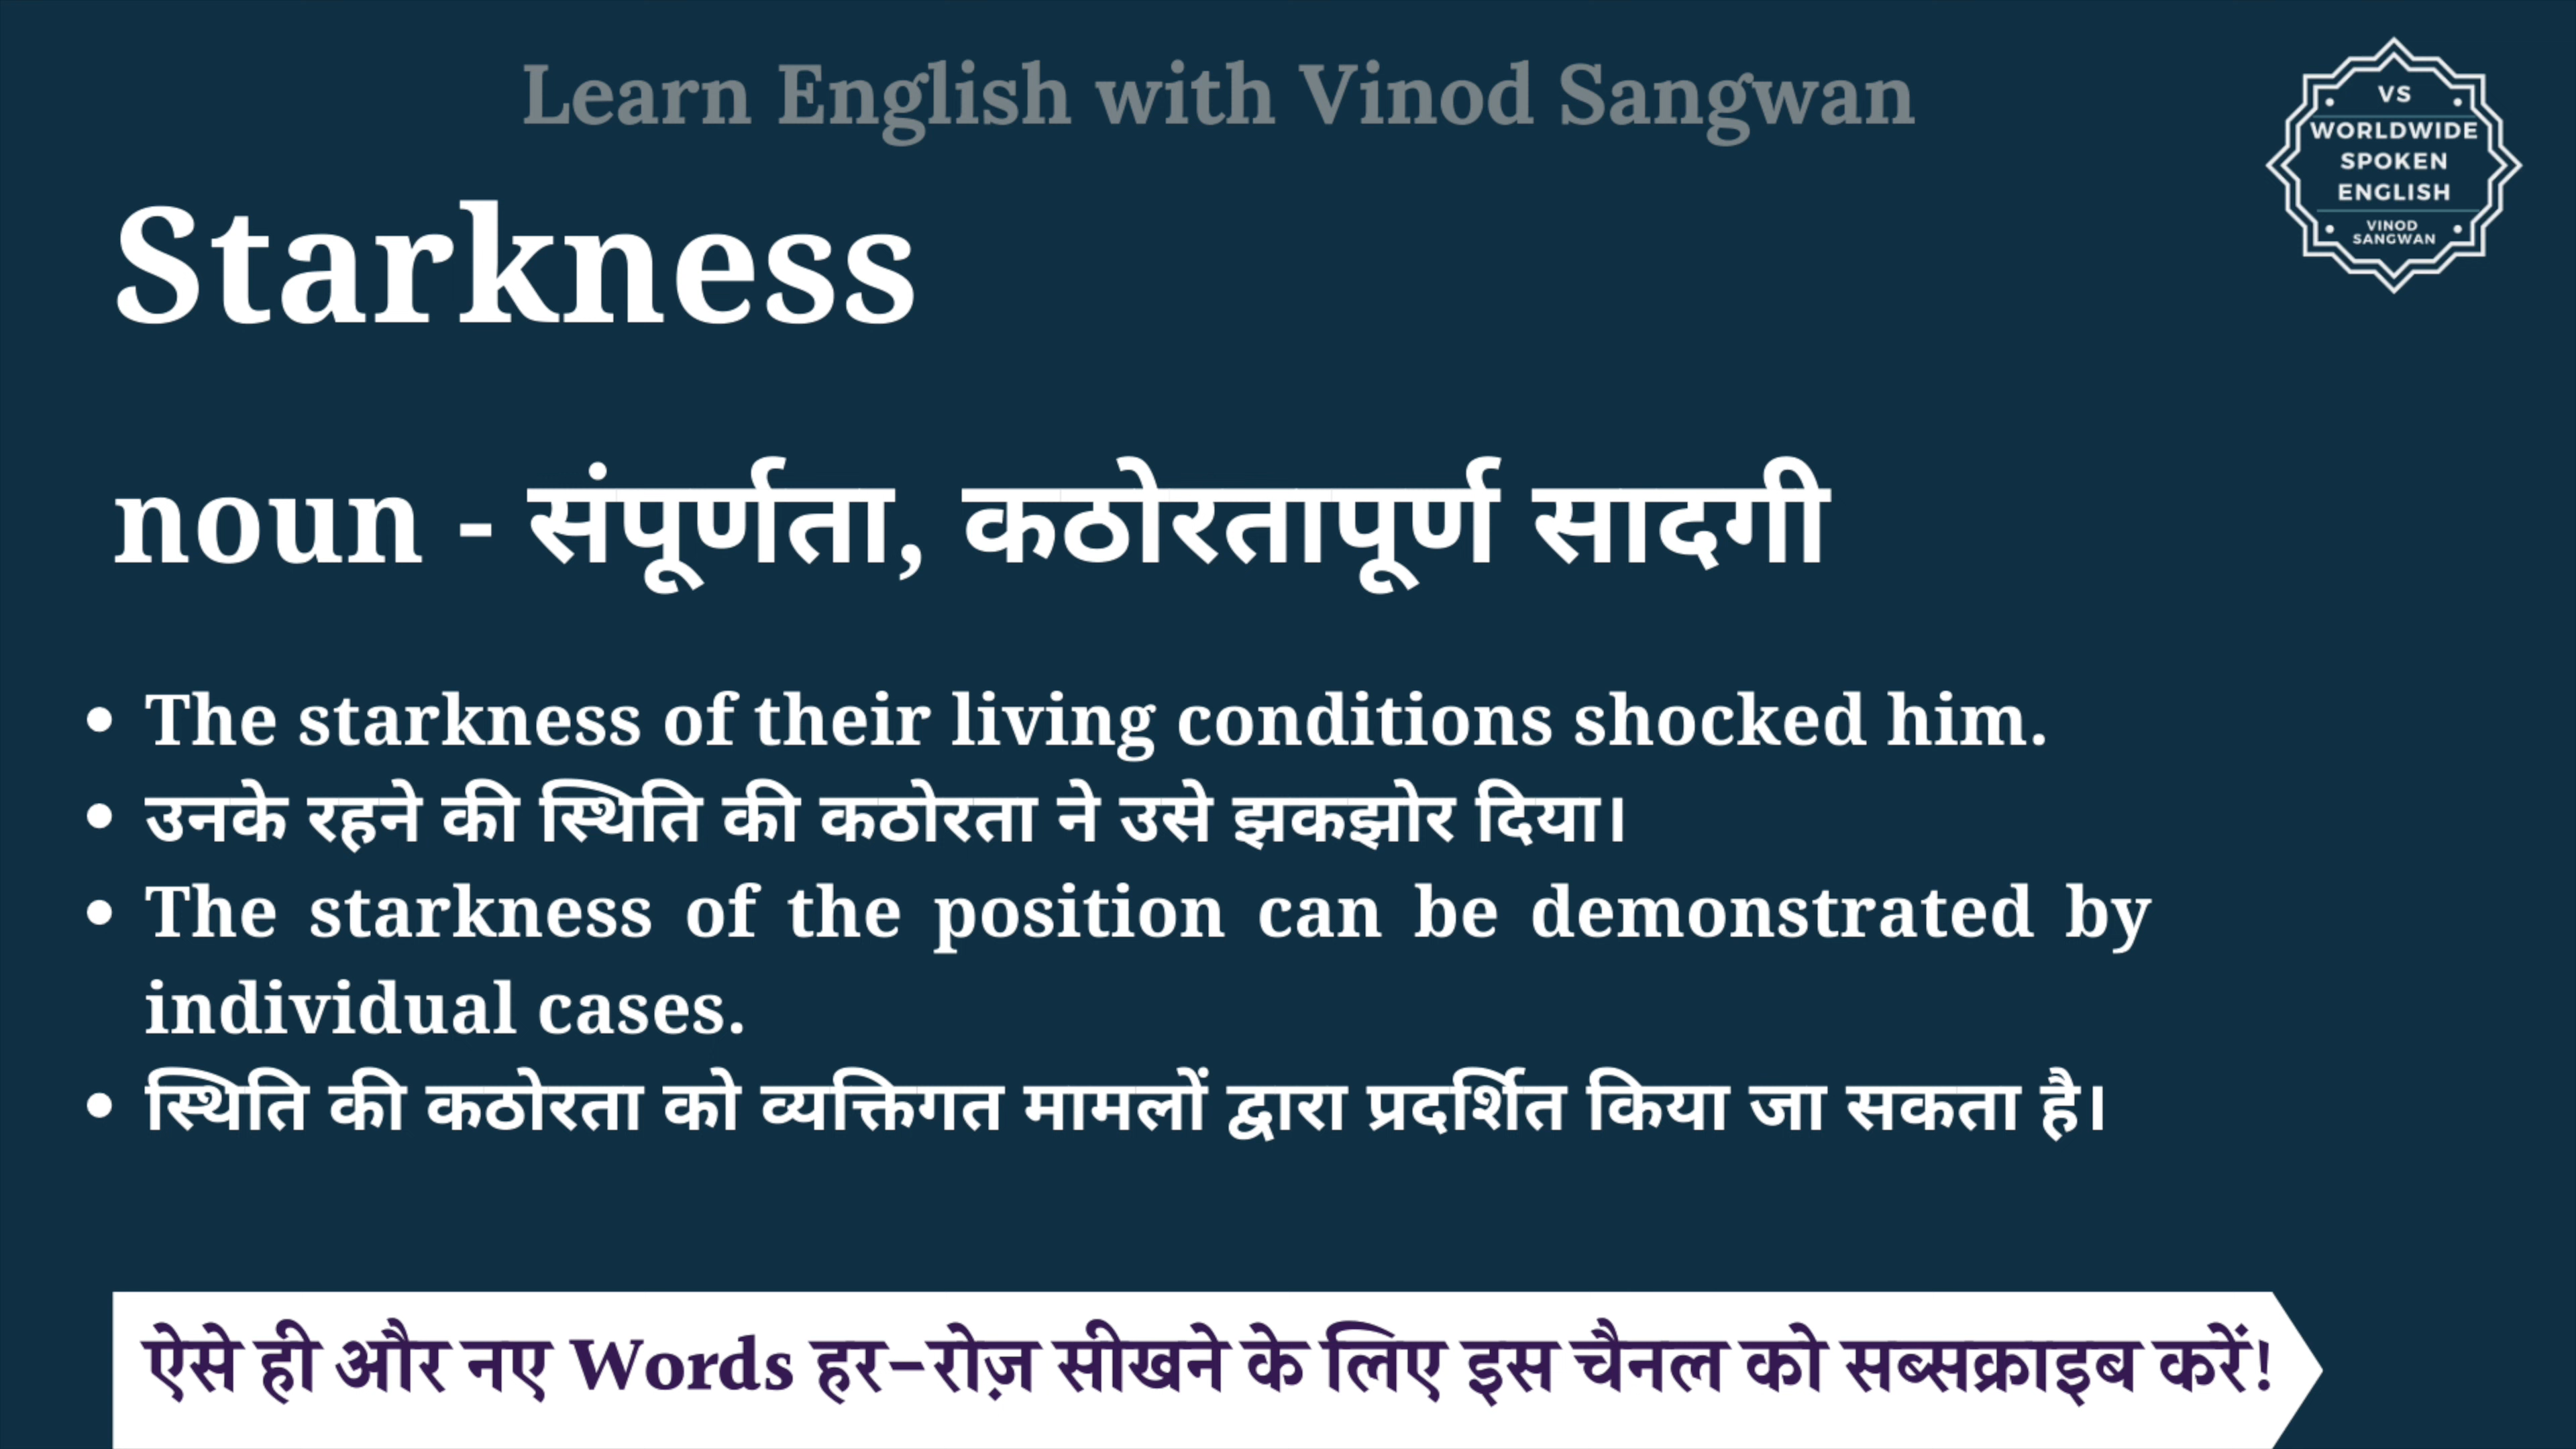 Learn English with Vinod Sangwan
VS
WORLDWIDE
SPOKEN
ENGLISH
VINOD
SANGWAN
Starkness
noun - संपूर्णता, कठोरतापूर्ण सादगी
• The starkness of their living conditions shocked him.
• उनके रहने की स्थिति की कठोरता ने उसे झकझोर दिया।
• The starkness of the position can be demonstrated by
individual cases.
• स्थिति की कठोरता को व्यक्तिगत मामलों द्वारा प्रदर्शित किया जा सकता है।
ऐसे ही और नए Words हर-रोज़ सीखने के लिए इस चैनल को सब्सक्राइब करें!